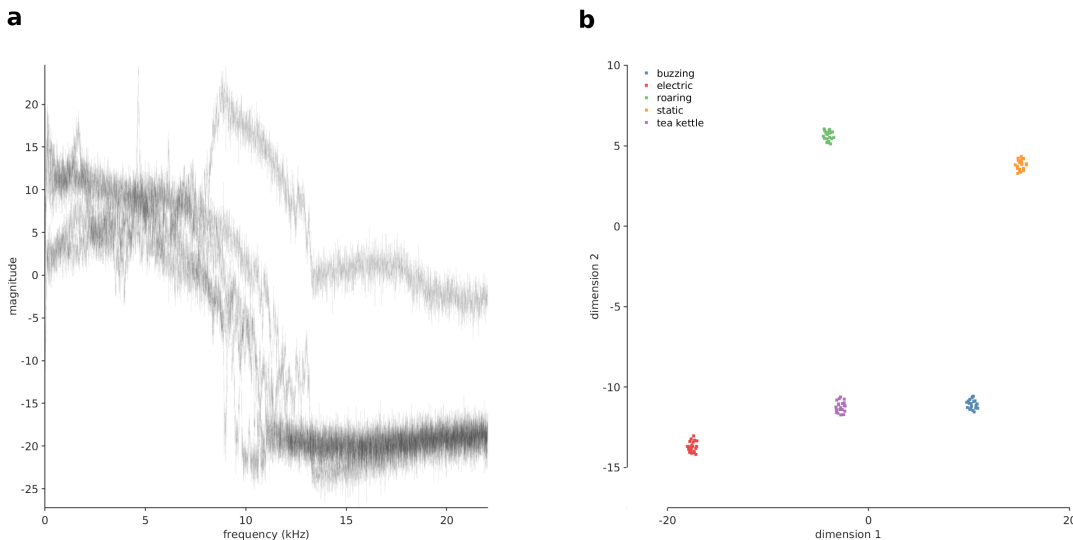 a
20
15
10
5
0
-5
-10
-15
-20
-25
magnitude
0 5 10 15 20
frequency (kHz)
b
10
5
0
-5
-10
-15
dimension 2
buzzing
electric
roaring
static
tea kettle
-20 0 20
dimension 1